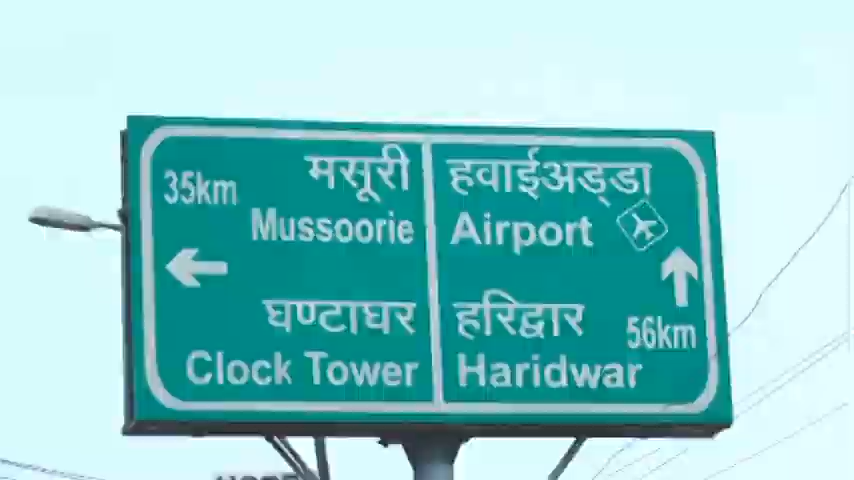 35km
मसूरी
Mussoorie
घण्टाघर
Clock Tower
हवाईअड्डा
Airport
हरिद्वार
56km
Haridwar